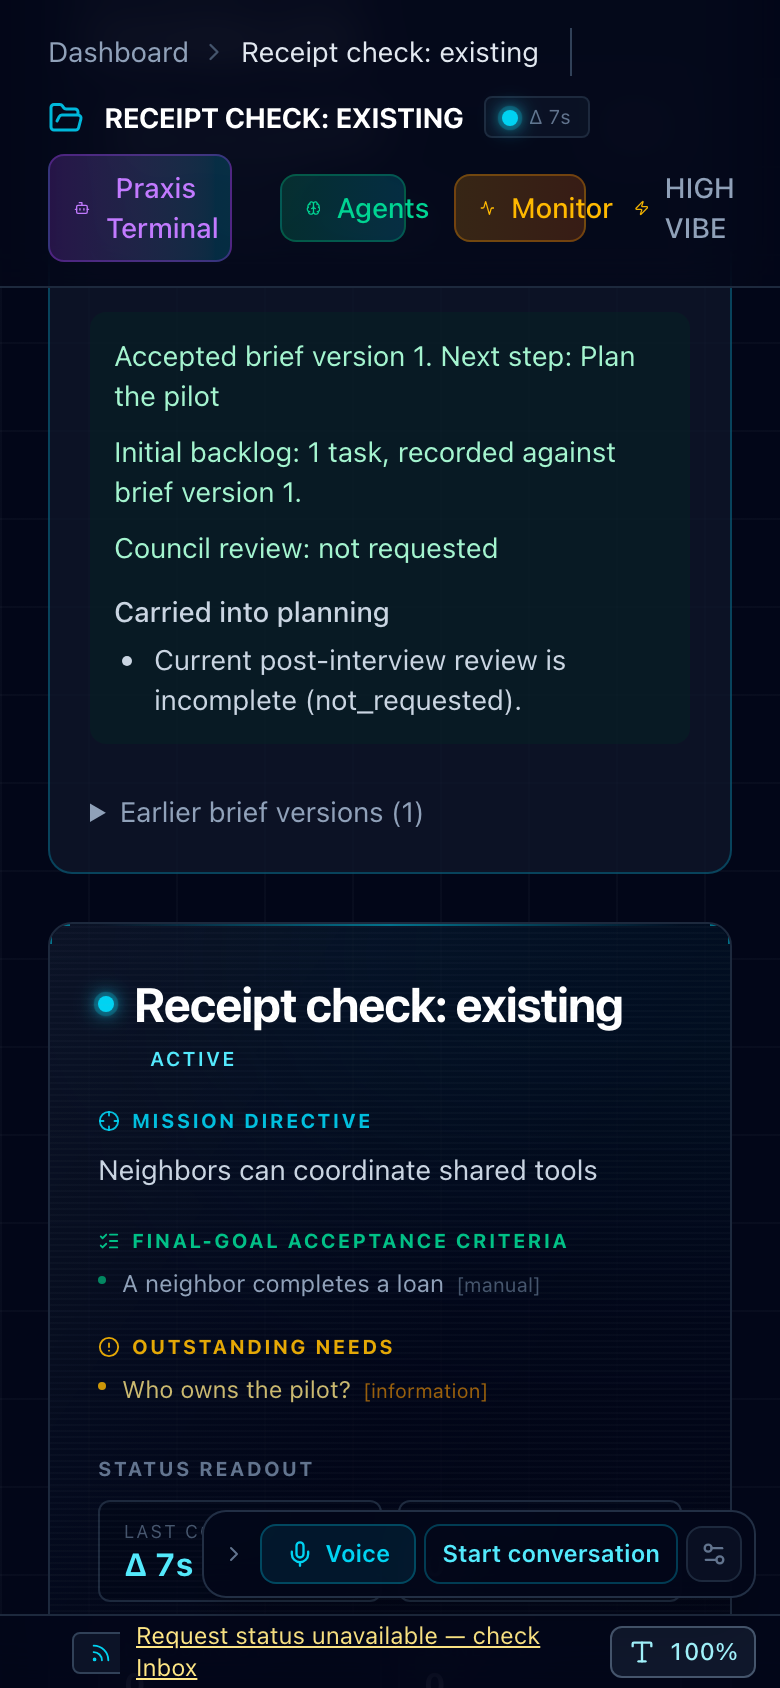 Dashboard > Receipt check: existing
RECEIPT CHECK: EXISTING Δ 7s
Praxis
Terminal
Agents
Monitor
HIGH
VIBE
Accepted brief version 1. Next step: Plan
the pilot
Initial backlog: 1 task, recorded against
brief version 1.
Council review: not requested
Carried into planning
• Current post-interview review is
incomplete (not_requested).
▶ Earlier brief versions (1)
Receipt check: existing
ACTIVE
MISSION DIRECTIVE
Neighbors can coordinate shared tools
FINAL-GOAL ACCEPTANCE CRITERIA
• A neighbor completes a loan [manual]
OUTSTANDING NEEDS
• Who owns the pilot? [information]
STATUS READOUT
LAST
Δ 7s
Voice
Start conversation
Request status unavailable — check
Inbox
100%